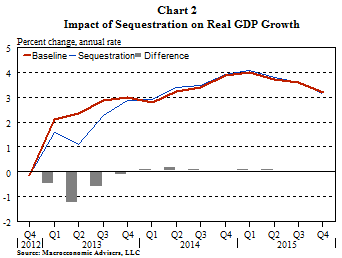 Chart 2
Impact of Sequestration on Real GDP Growth
Percent change, annual rate
5
Baseline Sequestration Difference
4
3
2
1
0
-1
-2
Q4 Q1 Q2 Q3 Q4 Q1 Q2 Q3 Q4 Q1 Q2 Q3 Q4
2012 2013 2014 2015
Source: Macroeconomic Advisers, LLC